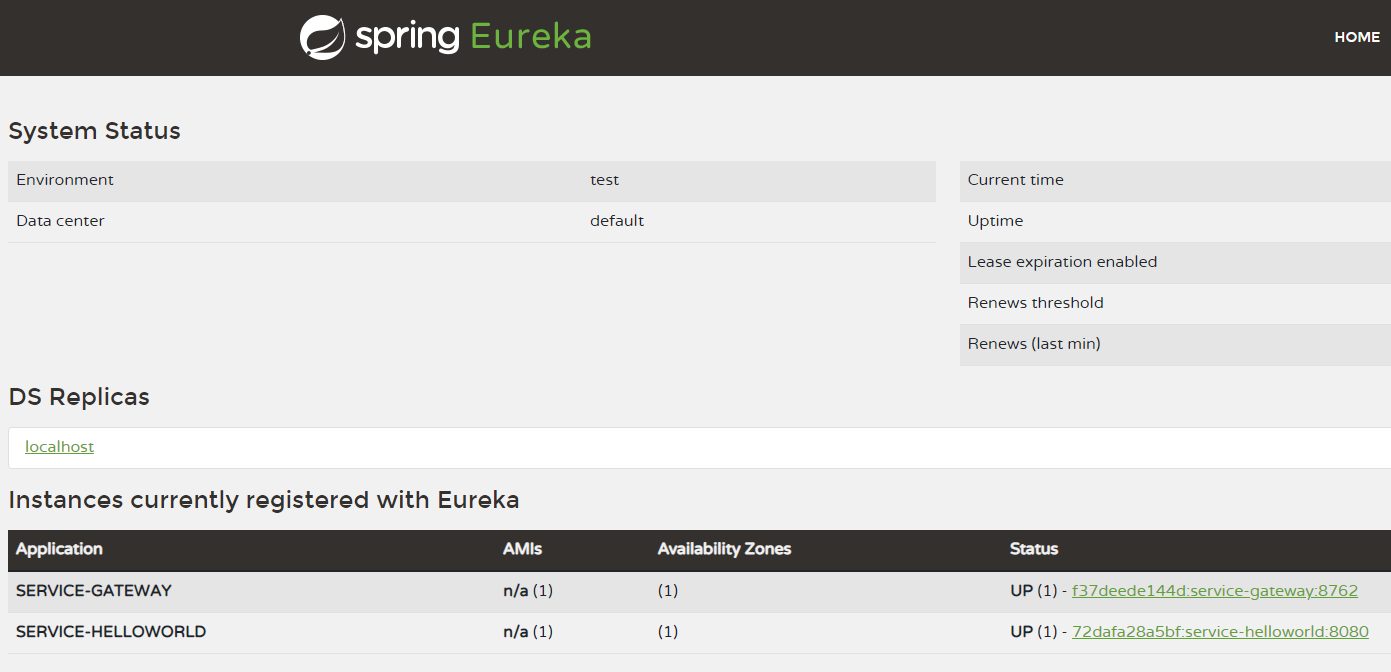 spring Eureka
HOME
System Status
Environment test
Data center default
Current time
Uptime
Lease expiration enabled
Renews threshold
Renews (last min)
DS Replicas
localhost
Instances currently registered with Eureka
Application AMIs Availability Zones Status
SERVICE-GATEWAY n/a (1) (1) UP (1) - f37deede144d:service-gateway:8762
SERVICE-HELLOWORLD n/a (1) (1) UP (1) - 72dafa28a5bf:service-helloworld:8080